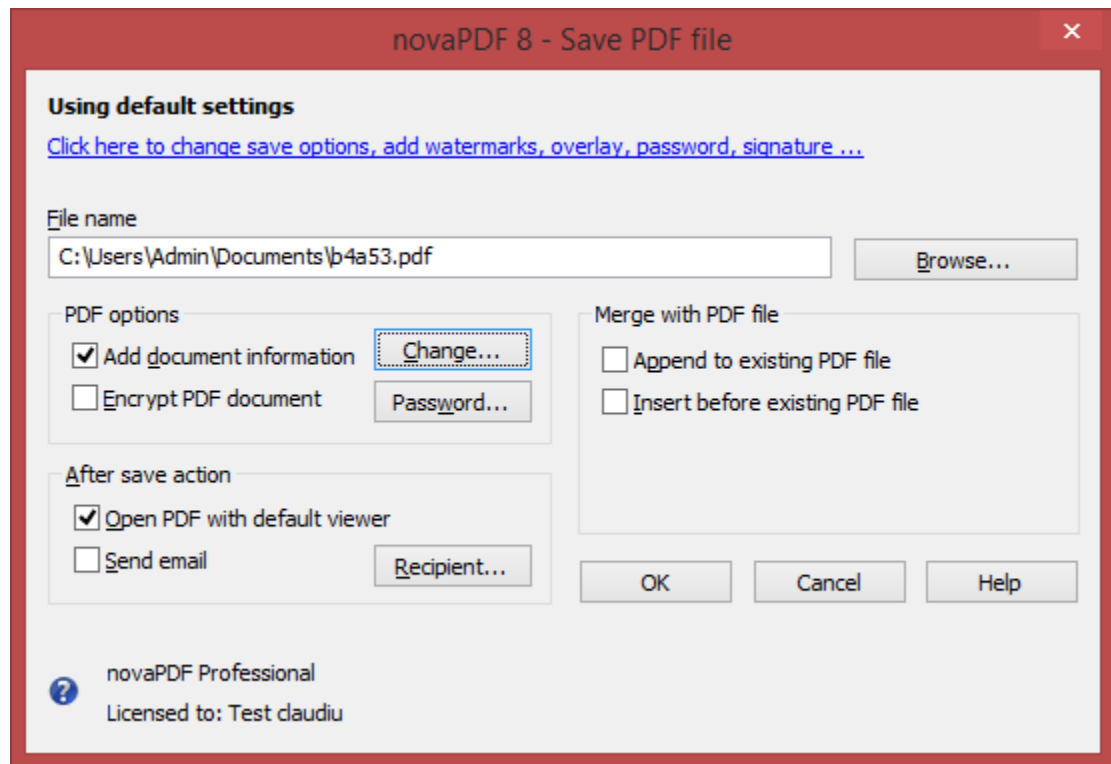 novaPDF 8 - Save PDF file
Using default settings
Click here to change save options, add watermarks, overlay, password, signature ...
File name
C:\Users\Admin\Documents\b4a53.pdf
Browse...
PDF options
Add document information
Change...
Encrypt PDF document
Password...
Merge with PDF file
Append to existing PDF file
Insert before existing PDF file
After save action
Open PDF with default viewer
Send email
Recipient...
OK
Cancel
Help
novaPDF Professional
Licensed to: Test claudiu